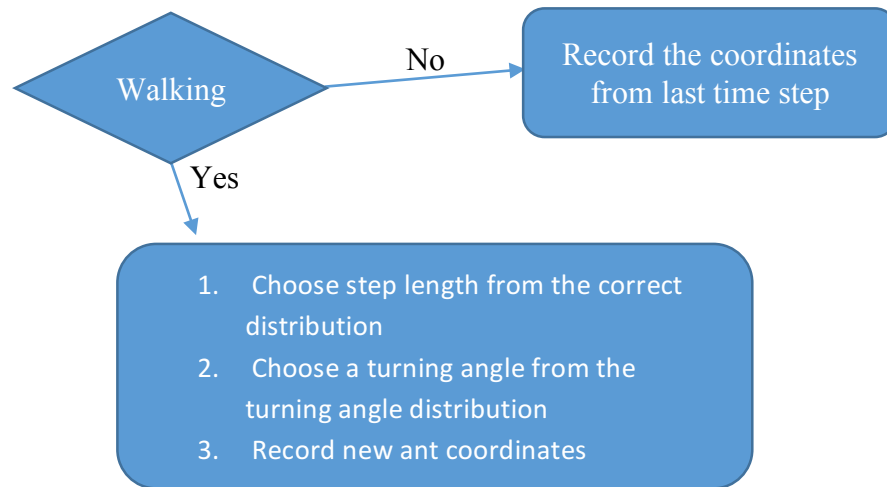 Walking
No
Record the coordinates
from last time step
Yes
1. Choose step length from the correct
distribution
2. Choose a turning angle from the
turning angle distribution
3. Record new ant coordinates